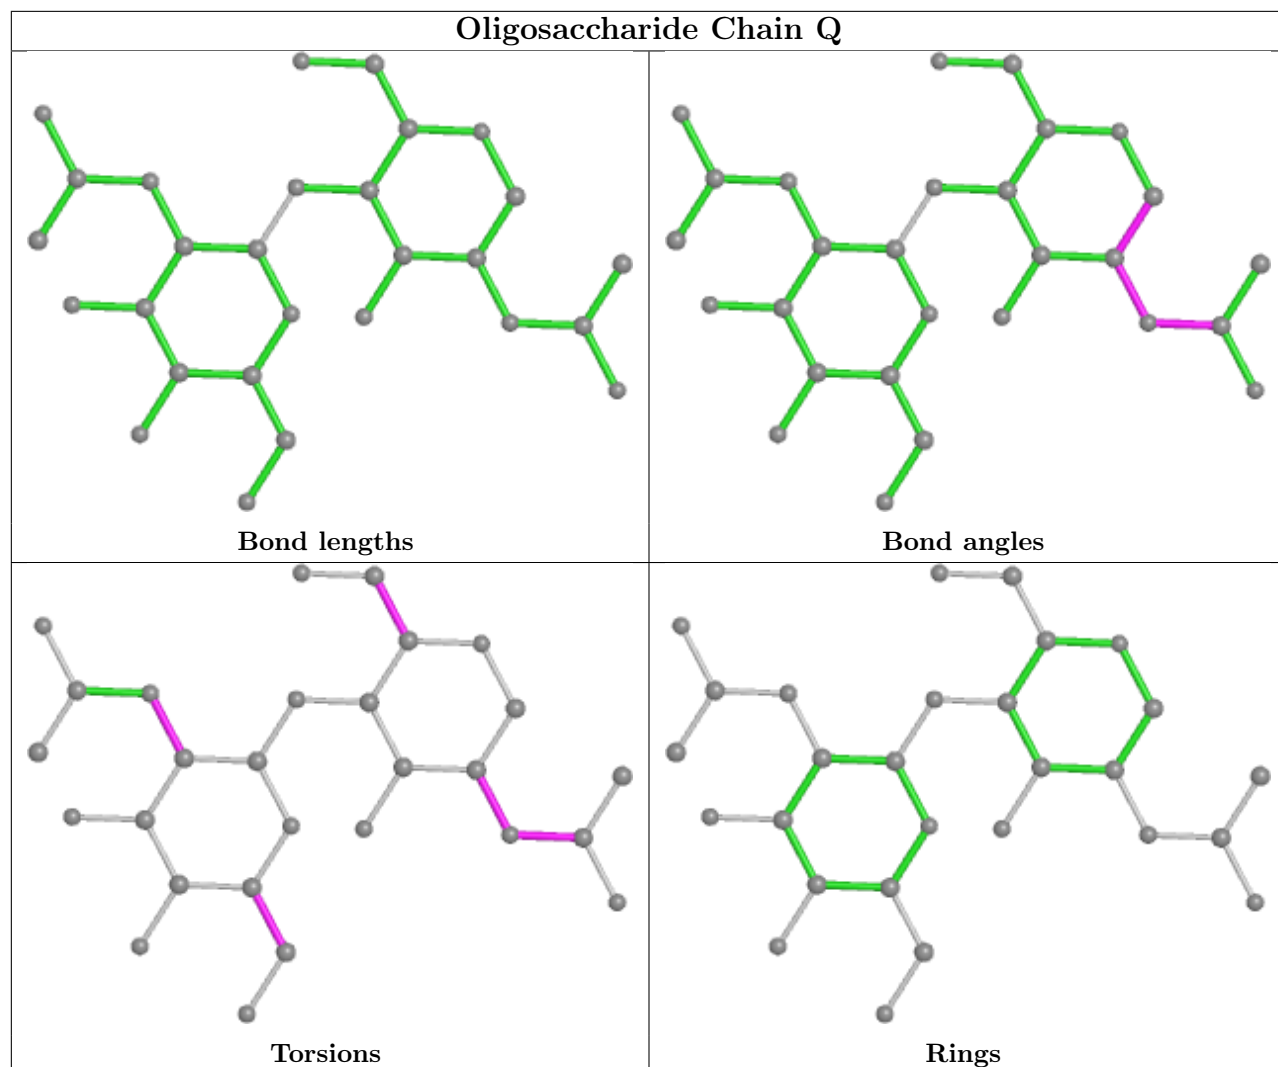 Oligosaccharide Chain Q
Bond lengths
Bond angles
Torsions
Rings